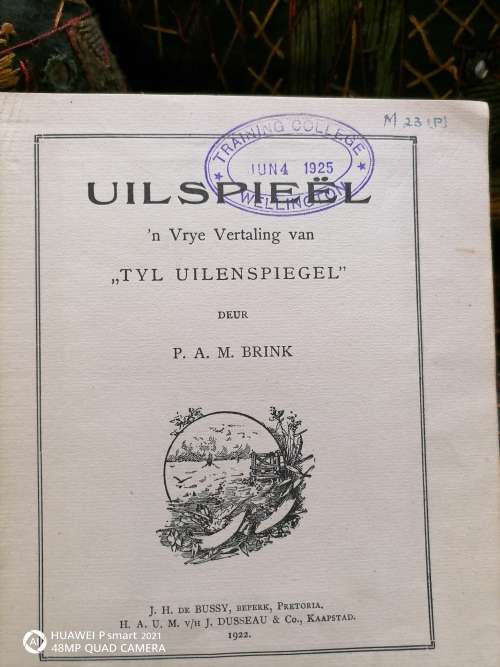 M 23 [P]
TRAINING COLLEGE
JUN 4 1925
WELLINGTON
UILSPIEËL
'n Vrye Vertaling van
„TYL UILENSPIEGEL”
DEUR
P. A. M. BRINK
J. H. DE BUSSY, BEPERK, PRETORIA.
H. A. U. M. V/H J. DUSSEAU & Co., KAAPSTAD.
1922.
AI
HUAWEI P smart 2021
48MP QUAD CAMERA